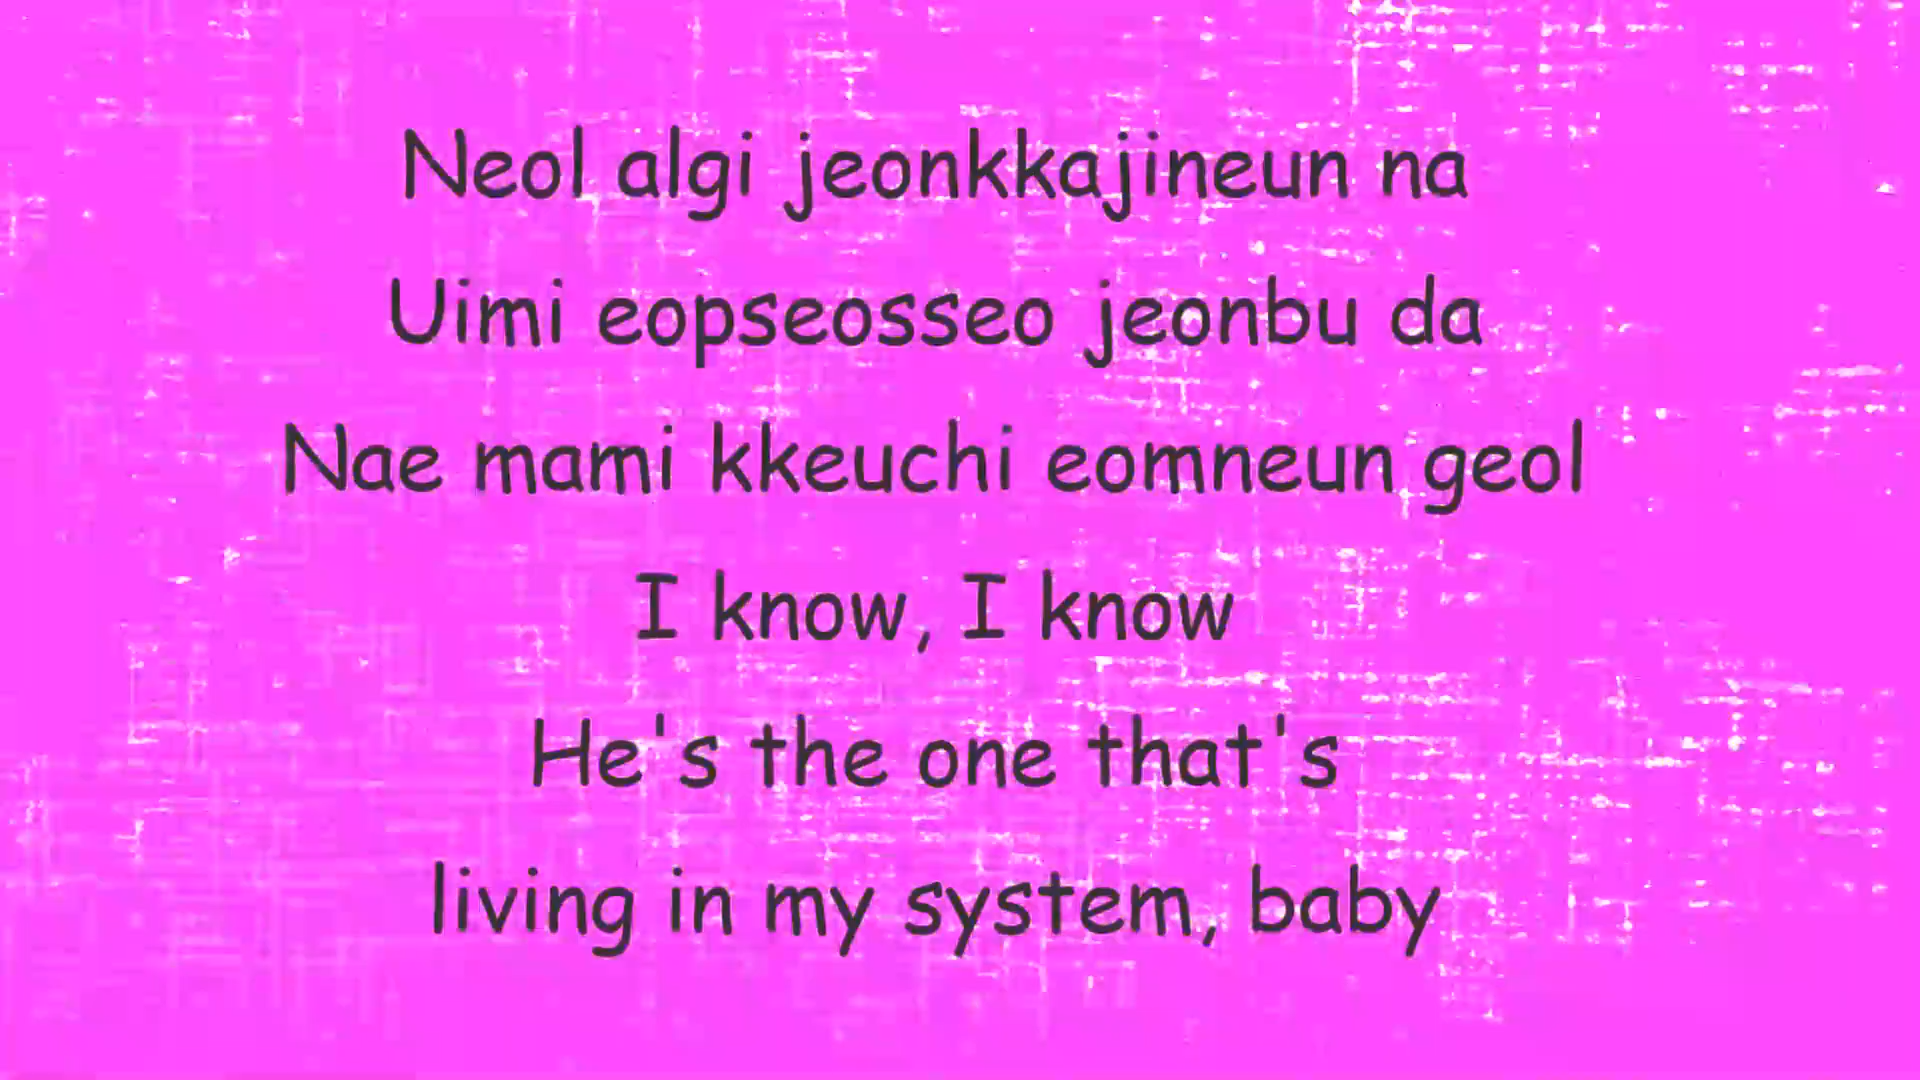 Neol algi jeonkkajineun na
Uimi eopseosseo jeonbu da
Nae mami kkeuchi eomneun geol
I know, I know
He's the one that's
living in my system, baby